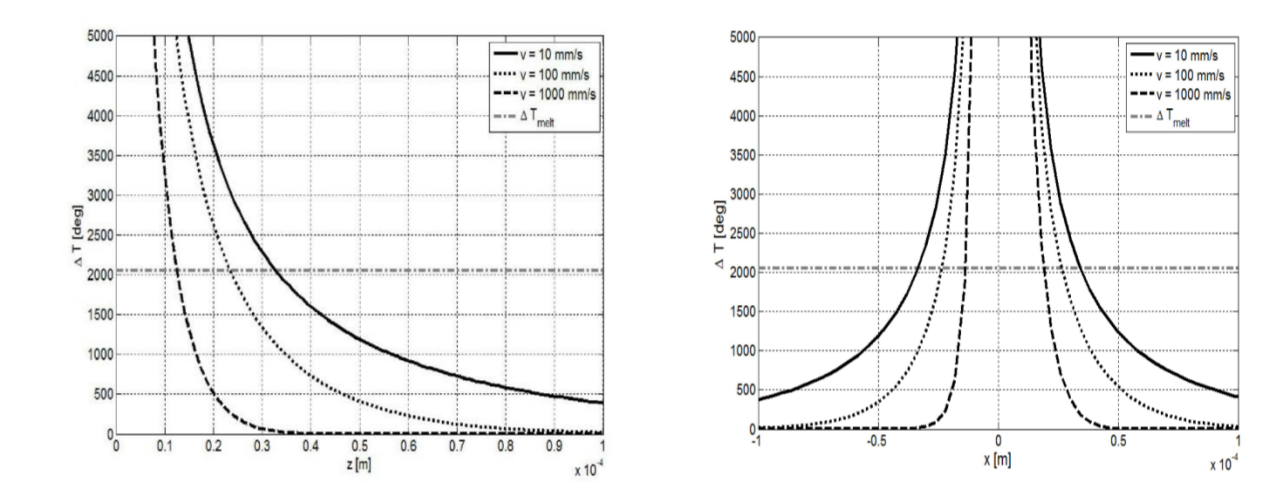 5000
4500
4000
3500
3000
2500
2000
1500
1000
500
0
Δ T [deg]
0 0.1 0.2 0.3 0.4 0.5 0.6 0.7 0.8 0.9 1
z [m]
x 10⁻⁴
v = 10 mm/s
v = 100 mm/s
v = 1000 mm/s
Δ T_melt
5000
4500
4000
3500
3000
2500
2000
1500
1000
500
0
Δ T [deg]
-1 -0.5 0 0.5 1
x [m]
x 10⁻⁴
v = 10 mm/s
v = 100 mm/s
v = 1000 mm/s
Δ T_melt